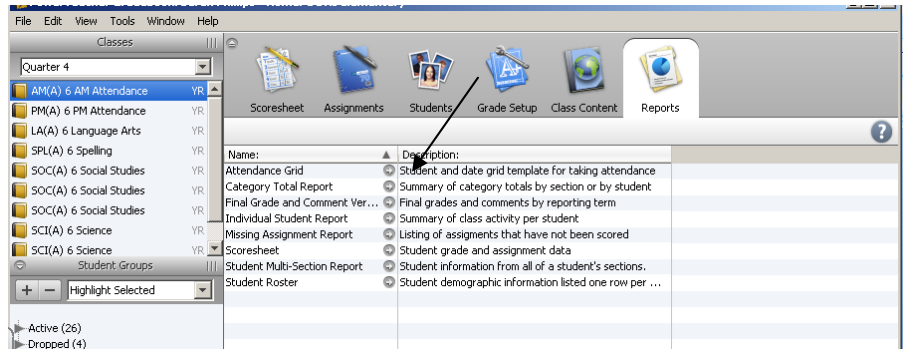 File Edit View Tools Window Help
Classes
Quarter 4
AM(A) 6 AM Attendance YR
PM(A) 6 PM Attendance YR
LA(A) 6 Language Arts YR
SPL(A) 6 Spelling YR
SOC(A) 6 Social Studies YR
SOC(A) 6 Social Studies YR
SOC(A) 6 Social Studies YR
SCI(A) 6 Science YR
SCI(A) 6 Science YR
Student Groups
+ − Highlight Selected
Active (26)
Dropped (4)
Scoresheet Assignments Students Grade Setup Class Content Reports
?
Name: Description:
Attendance Grid Student and date grid template for taking attendance
Category Total Report Summary of category totals by section or by student
Final Grade and Comment Ver... Final grades and comments by reporting term
Individual Student Report Summary of class activity per student
Missing Assignment Report Listing of assigments that have not been scored
Scoresheet Student grade and assignment data
Student Multi-Section Report Student information from all of a student's sections.
Student Roster Student demographic information listed one row per ...